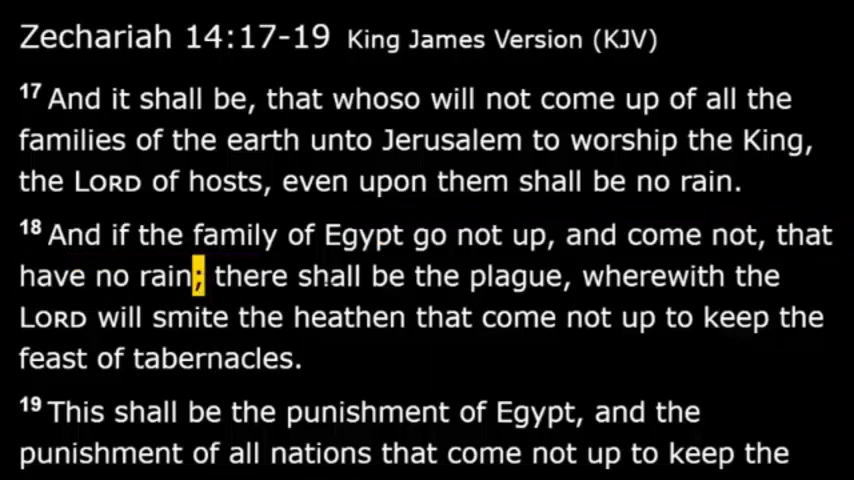 Zechariah 14:17-19 King James Version (KJV)
17 And it shall be, that whoso will not come up of all the
families of the earth unto Jerusalem to worship the King,
the LORD of hosts, even upon them shall be no rain.
18 And if the family of Egypt go not up, and come not, that
have no rain; there shall be the plague, wherewith the
LORD will smite the heathen that come not up to keep the
feast of tabernacles.
19 This shall be the punishment of Egypt, and the
punishment of all nations that come not up to keep the